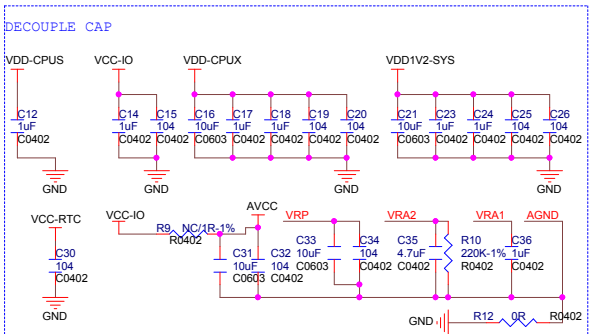 DECOUPLE CAP
VDD-CPUS VCC-IO VDD-CPUX VDD1V2-SYS
C12 C14 C15 C16 C17 C18 C19 C20 C21 C23 C24 C25 C26
1uF 1uF 104 10uF 1uF 1uF 104 104 10uF 1uF 1uF 104 104
C0402 C0402 C0402 C0603 C0402 C0402 C0402 C0402 C0603 C0402 C0402 C0402 C0402
GND GND GND GND
VCC-RTC VCC-IO AVCC VRP VRA2 VRA1 AGND
R9 NC/1R-1%
R0402
C30 C31 C32 C33 C34 C35 R10 C36
104 10uF 104 10uF 104 4.7uF 220K-1% 1uF
C0402 C0603 C0402 C0603 C0402 C0402 R0402 C0402
GND GND R12 0R R0402